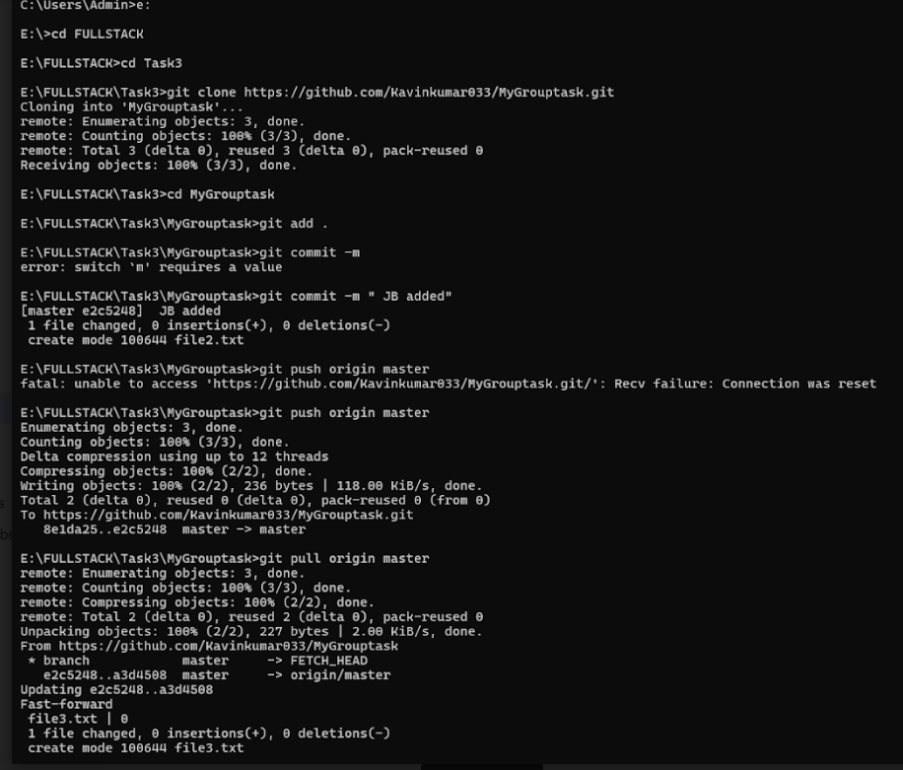 C:\Users\Admin>e:
E:\>cd FULLSTACK
E:\FULLSTACK>cd Task3
E:\FULLSTACK\Task3>git clone https://github.com/Kavinkumar033/MyGrouptask.git
Cloning into 'MyGrouptask'...
remote: Enumerating objects: 3, done.
remote: Counting objects: 100% (3/3), done.
remote: Total 3 (delta 0), reused 3 (delta 0), pack-reused 0
Receiving objects: 100% (3/3), done.
E:\FULLSTACK\Task3>cd MyGrouptask
E:\FULLSTACK\Task3\MyGrouptask>git add .
E:\FULLSTACK\Task3\MyGrouptask>git commit -m
error: switch `m' requires a value
E:\FULLSTACK\Task3\MyGrouptask>git commit -m " JB added"
[master e2c5248]  JB added
 1 file changed, 0 insertions(+), 0 deletions(-)
 create mode 100644 file2.txt
E:\FULLSTACK\Task3\MyGrouptask>git push origin master
fatal: unable to access 'https://github.com/Kavinkumar033/MyGrouptask.git/': Recv failure: Connection was reset
E:\FULLSTACK\Task3\MyGrouptask>git push origin master
Enumerating objects: 3, done.
Counting objects: 100% (3/3), done.
Delta compression using up to 12 threads
Compressing objects: 100% (2/2), done.
Writing objects: 100% (2/2), 236 bytes | 118.00 KiB/s, done.
Total 2 (delta 0), reused 0 (delta 0), pack-reused 0 (from 0)
To https://github.com/Kavinkumar033/MyGrouptask.git
   8e1da25..e2c5248  master -> master
E:\FULLSTACK\Task3\MyGrouptask>git pull origin master
remote: Enumerating objects: 3, done.
remote: Counting objects: 100% (3/3), done.
remote: Compressing objects: 100% (2/2), done.
remote: Total 2 (delta 0), reused 2 (delta 0), pack-reused 0
Unpacking objects: 100% (2/2), 227 bytes | 2.00 KiB/s, done.
From https://github.com/Kavinkumar033/MyGrouptask
 * branch            master     -> FETCH_HEAD
   e2c5248..a3d4508  master     -> origin/master
Updating e2c5248..a3d4508
Fast-forward
 file3.txt | 0
 1 file changed, 0 insertions(+), 0 deletions(-)
 create mode 100644 file3.txt